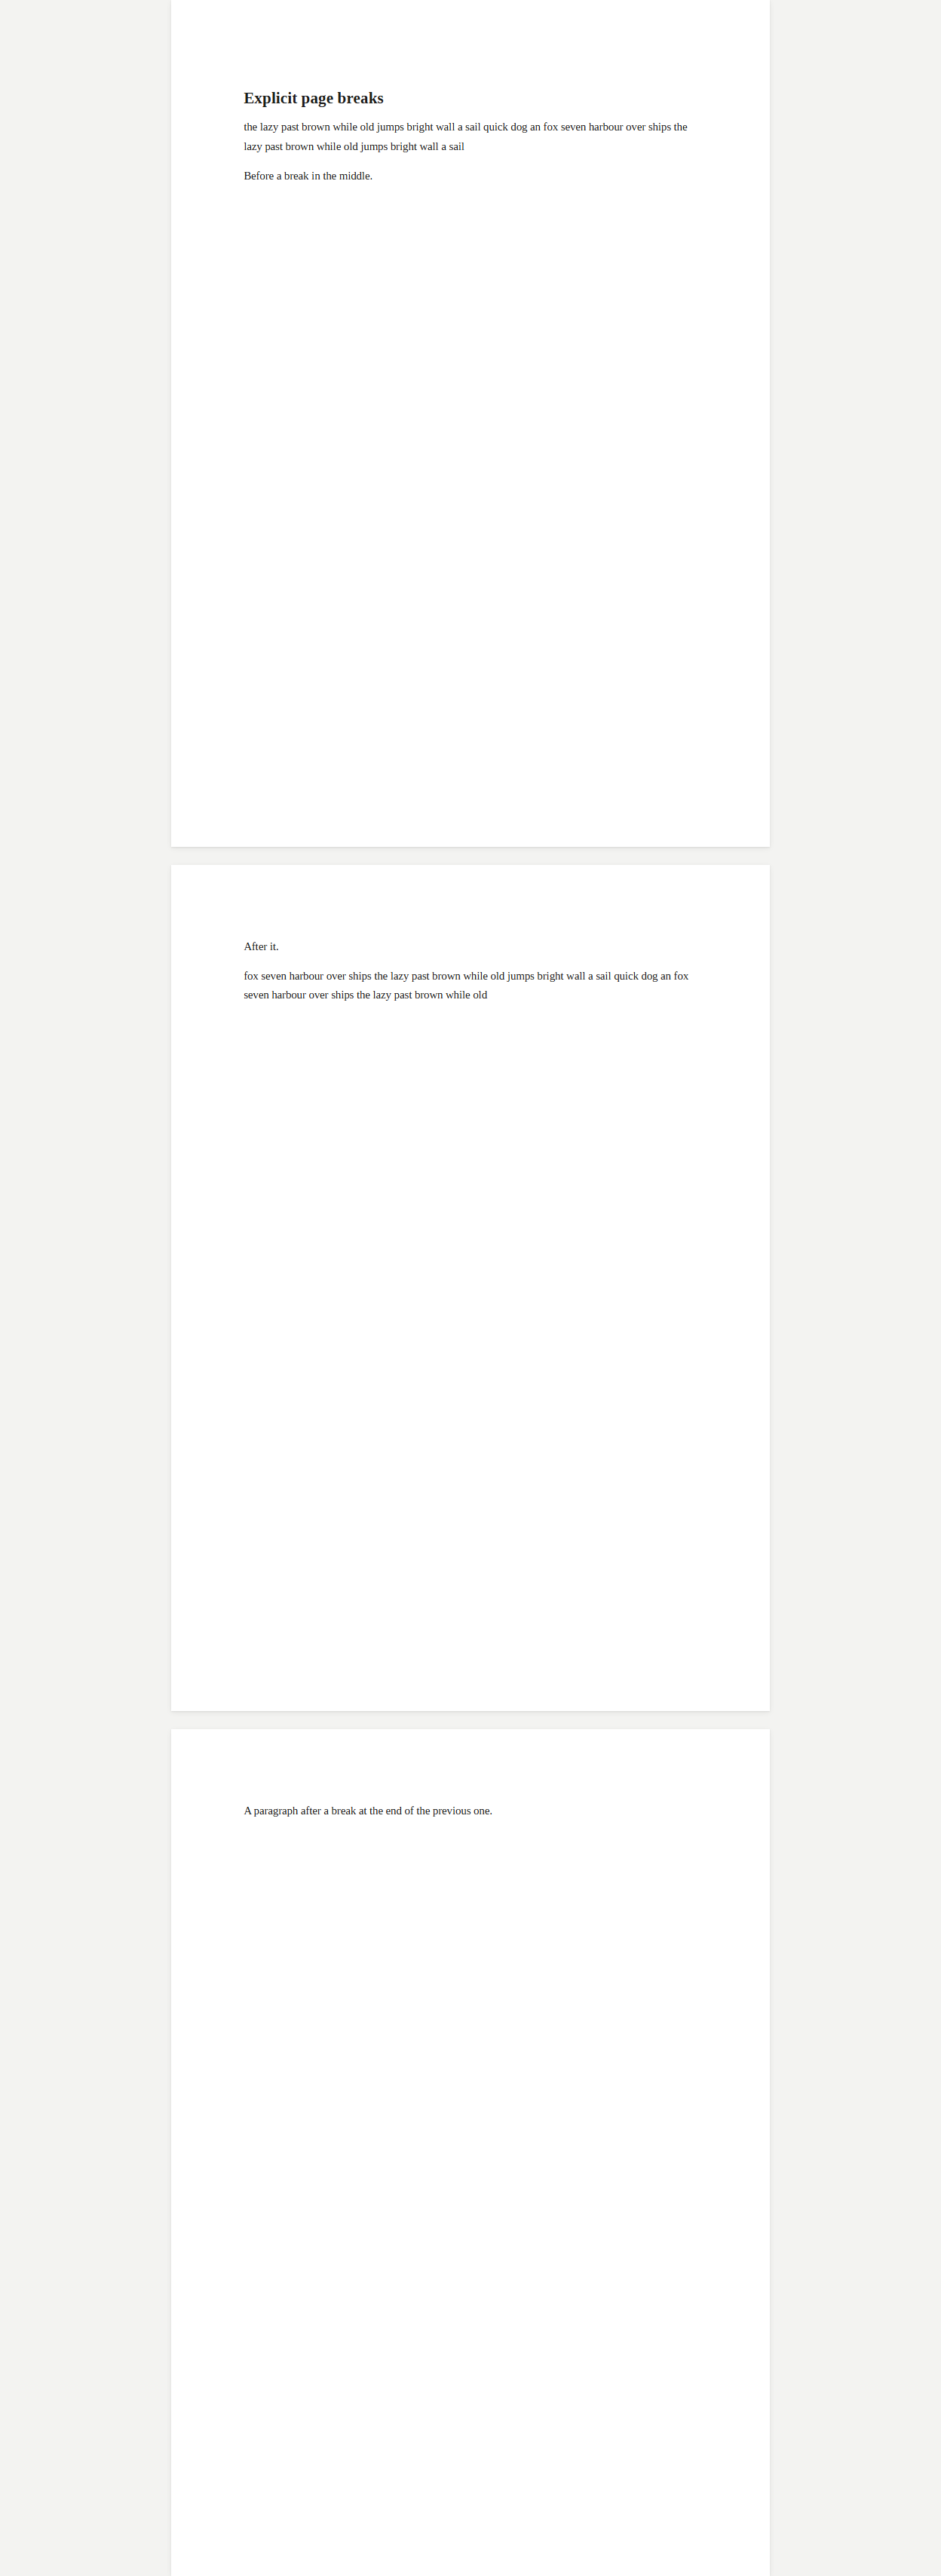 Explicit page breaks
the lazy past brown while old jumps bright wall a sail quick dog an fox seven harbour over ships the
lazy past brown while old jumps bright wall a sail
Before a break in the middle.
After it.
fox seven harbour over ships the lazy past brown while old jumps bright wall a sail quick dog an fox
seven harbour over ships the lazy past brown while old
A paragraph after a break at the end of the previous one.